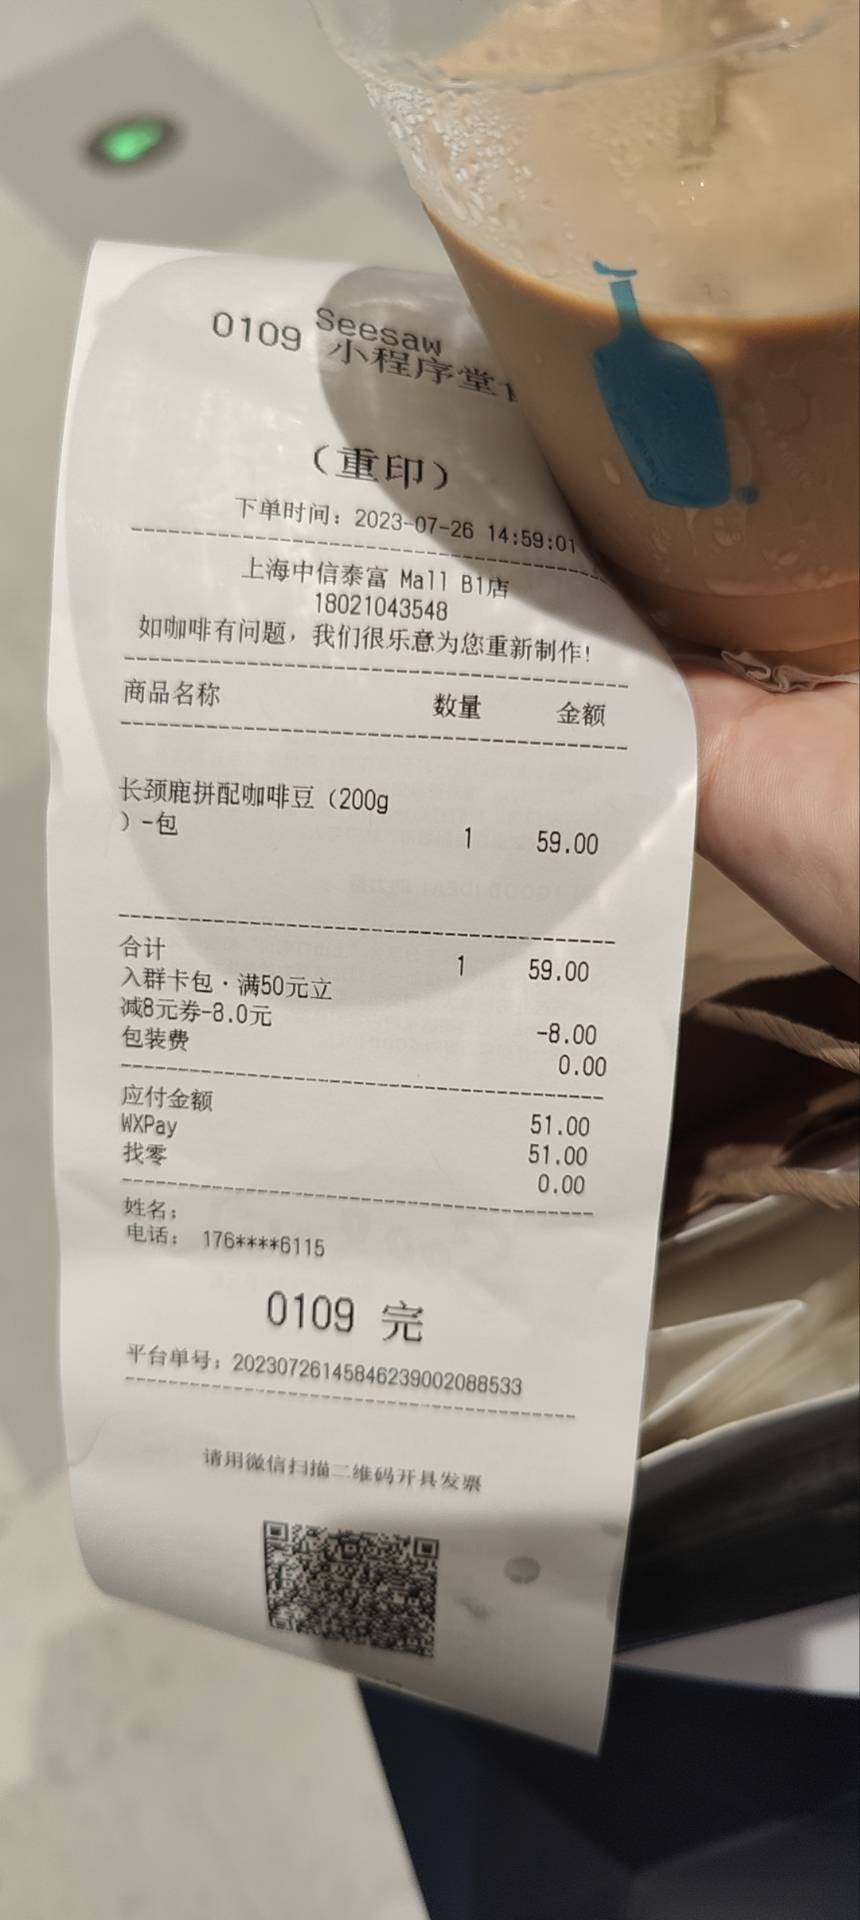 Seesaw
0109 小程序堂
（重印）
下单时间：2023-07-26 14:59:01
上海中信泰富 Mall B1店
18021043548
如咖啡有问题，我们很乐意为您重新制作!
商品名称 数量 金额
长颈鹿拼配咖啡豆（200g
）-包 1 59.00
合计 1 59.00
入群卡包·满50元立
减8元券-8.0元 -8.00
包装费 0.00
应付金额 51.00
WXPay 51.00
找零 0.00
姓名：
电话： 176****6115
0109 完
平台单号：20230726145846239002088533
请用微信扫描二维码开具发票